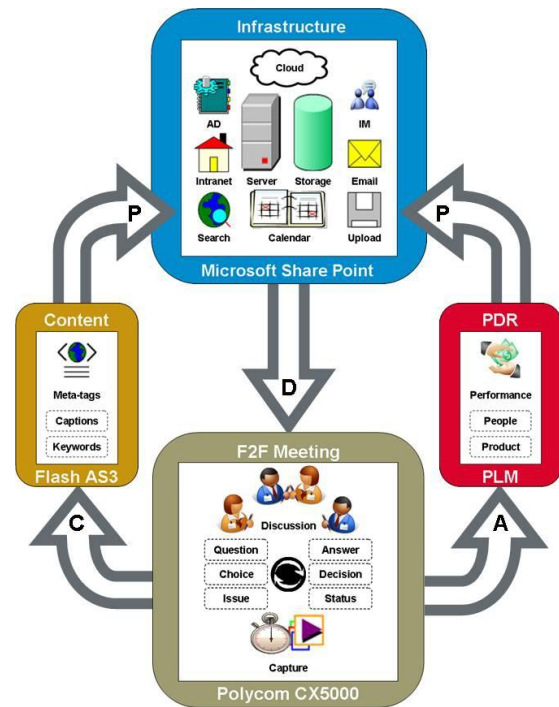 Infrastructure
Cloud
AD
IM
Intranet
Server
Storage
Email
Search
Calendar
Upload
Microsoft Share Point
P
P
Content
Meta-tags
Captions
Keywords
Flash AS3
PDR
Performance
People
Product
PLM
D
C
A
F2F Meeting
Discussion
Question
Answer
Choice
Decision
Issue
Status
Capture
Polycom CX5000